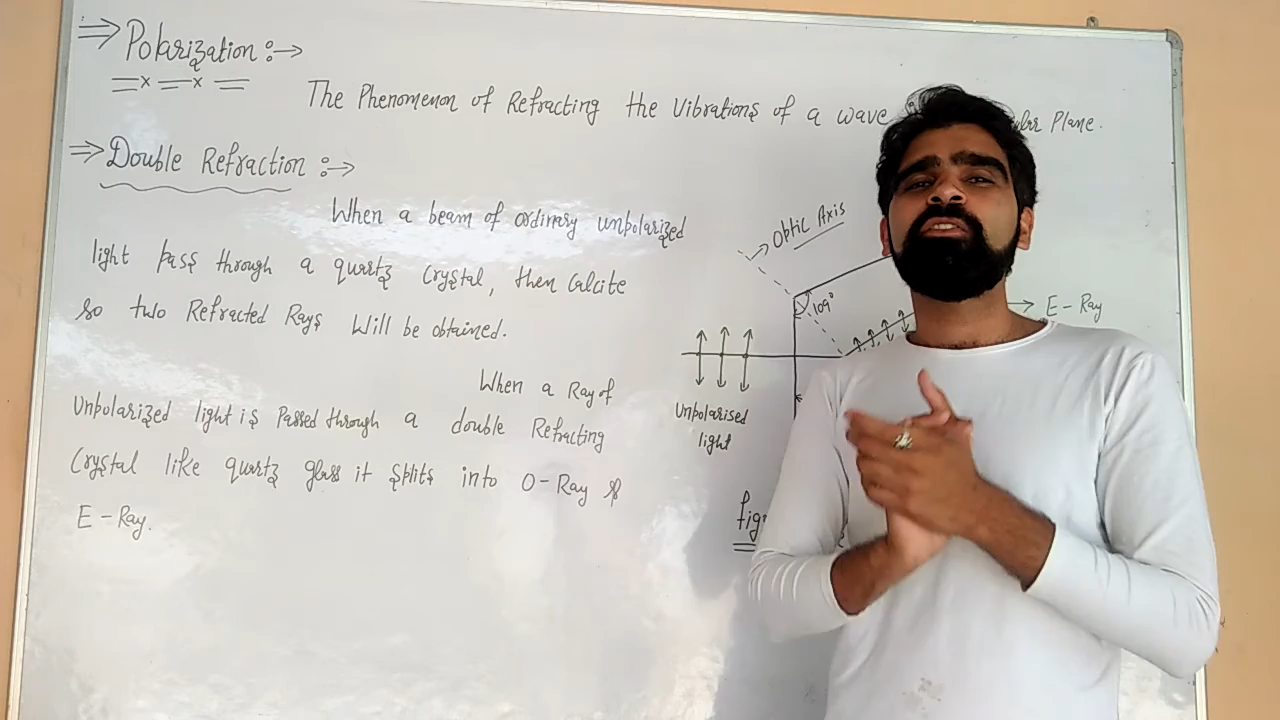 ⇒ Polarization :→
The Phenomenon of Refracting the Vibrations of a wave Plane.
⇒ Double Refraction :→
When a beam of ordinary unpolarized
light pass through a quartz Crystal, then Calcite
so two Refracted Rays Will be obtained.
When a Ray of
Unpolarized light is Passed through a double Refracting
Crystal like quartz glass it splits into O-Ray &
E-Ray.
→ Optic Axis
109°
→ E-Ray
Unpolarised
light
fig